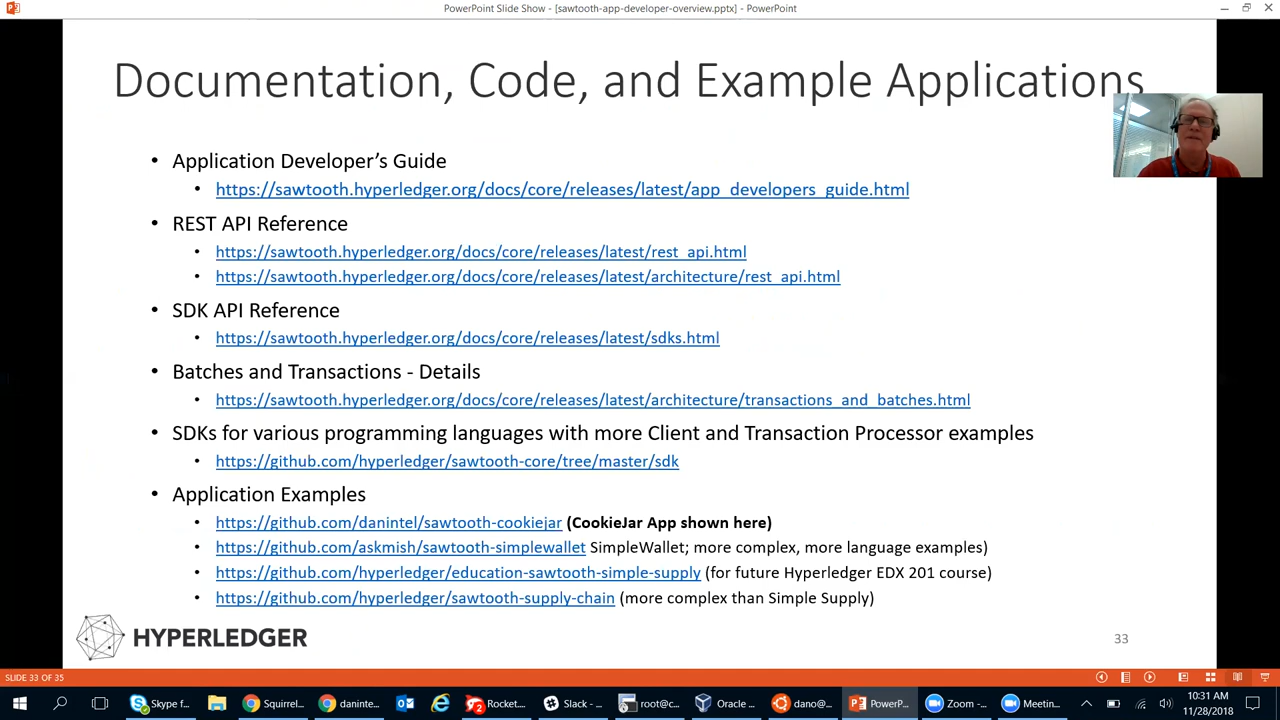 PowerPoint Slide Show - [sawtooth-app-developer-overview.pptx] - PowerPoint
Documentation, Code, and Example Applications
• Application Developer's Guide
• https://sawtooth.hyperledger.org/docs/core/releases/latest/app_developers_guide.html
• REST API Reference
• https://sawtooth.hyperledger.org/docs/core/releases/latest/rest_api.html
• https://sawtooth.hyperledger.org/docs/core/releases/latest/architecture/rest_api.html
• SDK API Reference
• https://sawtooth.hyperledger.org/docs/core/releases/latest/sdks.html
• Batches and Transactions - Details
• https://sawtooth.hyperledger.org/docs/core/releases/latest/architecture/transactions_and_batches.html
• SDKs for various programming languages with more Client and Transaction Processor examples
• https://github.com/hyperledger/sawtooth-core/tree/master/sdk
• Application Examples
• https://github.com/danintel/sawtooth-cookiejar (CookieJar App shown here)
• https://github.com/askmish/sawtooth-simplewallet SimpleWallet; more complex, more language examples)
• https://github.com/hyperledger/education-sawtooth-simple-supply (for future Hyperledger EDX 201 course)
• https://github.com/hyperledger/sawtooth-supply-chain (more complex than Simple Supply)
HYPERLEDGER
33
SLIDE 33 OF 35
Skype f... Squirrel... daninte... Rocket... Slack - ... root@c... Oracle ... dano@... PowerP... Zoom -... Meetin... 10:31 AM
11/28/2018